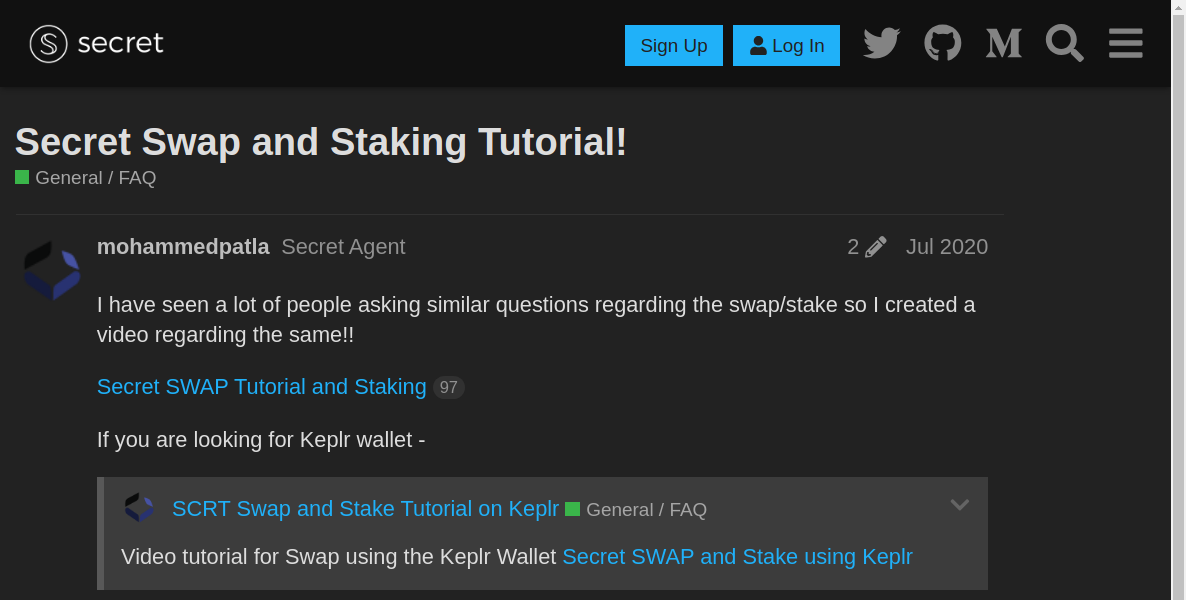 secret
Sign Up
Log In
Secret Swap and Staking Tutorial!
General / FAQ
mohammedpatla Secret Agent 2 Jul 2020
I have seen a lot of people asking similar questions regarding the swap/stake so I created a
video regarding the same!!
Secret SWAP Tutorial and Staking 97
If you are looking for Keplr wallet -
SCRT Swap and Stake Tutorial on Keplr General / FAQ
Video tutorial for Swap using the Keplr Wallet Secret SWAP and Stake using Keplr